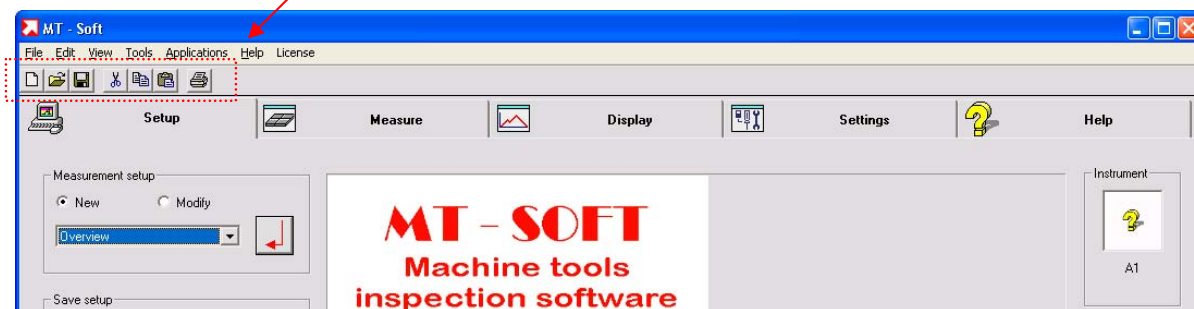 MT - Soft
File Edit View Tools Applications Help License
Setup Measure Display Settings Help
Measurement setup
New Modify
Overview
Save setup
MT – SOFT
Machine tools
inspection software
Instrument
A1